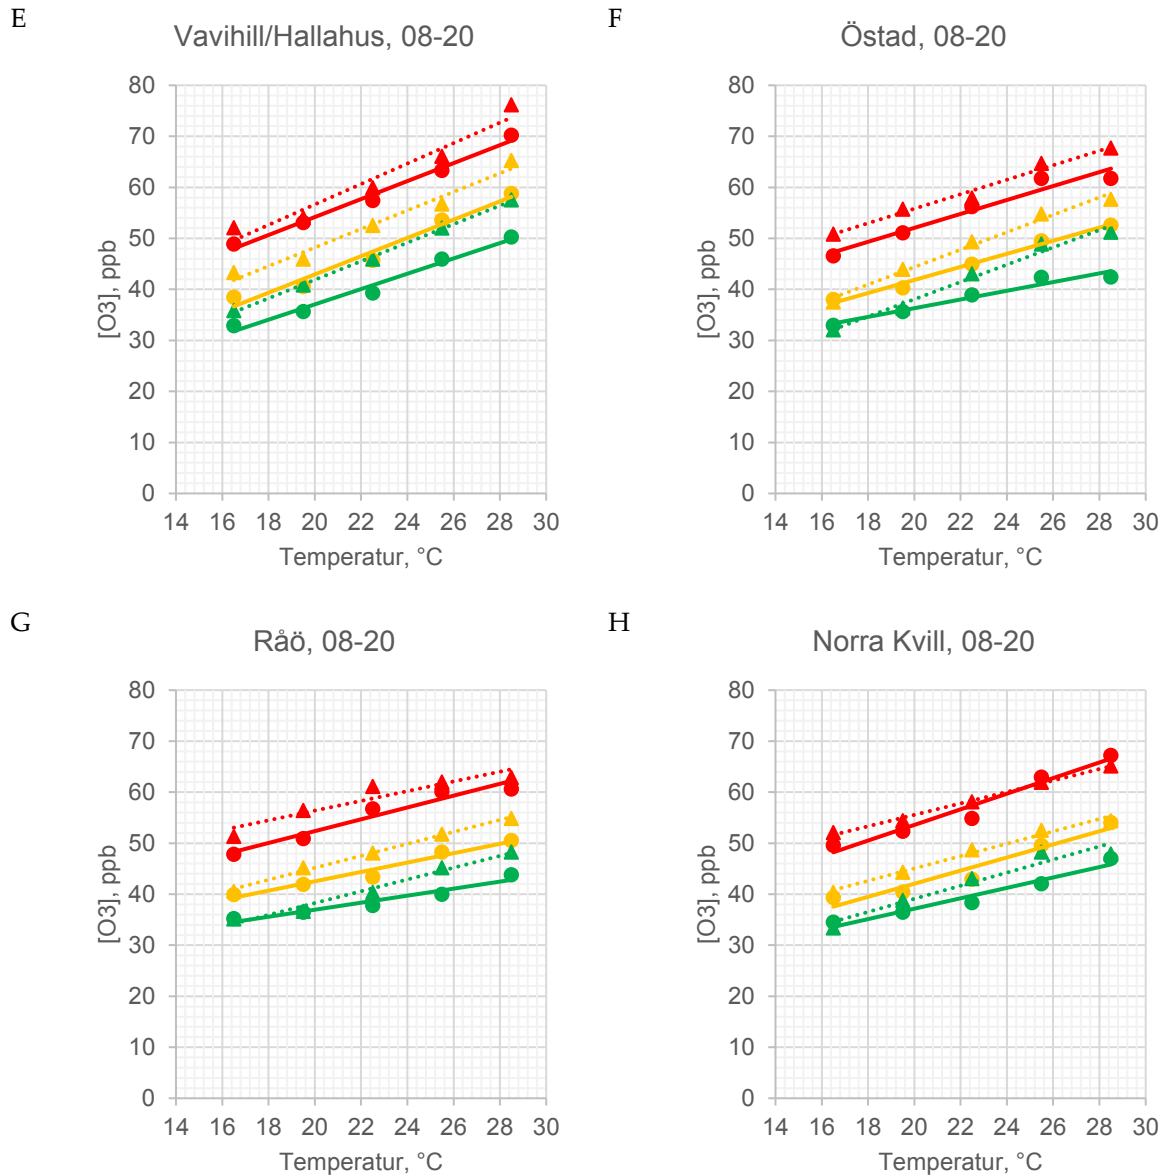 E
Vavihill/Hallahus, 08-20
80
70
60
50
40
30
20
10
0
[O3], ppb
14 16 18 20 22 24 26 28 30
Temperatur, °C
F
Östad, 08-20
80
70
60
50
40
30
20
10
0
[O3], ppb
14 16 18 20 22 24 26 28 30
Temperatur, °C
G
Råö, 08-20
80
70
60
50
40
30
20
10
0
[O3], ppb
14 16 18 20 22 24 26 28 30
Temperatur, °C
H
Norra Kvill, 08-20
80
70
60
50
40
30
20
10
0
[O3], ppb
14 16 18 20 22 24 26 28 30
Temperatur, °C